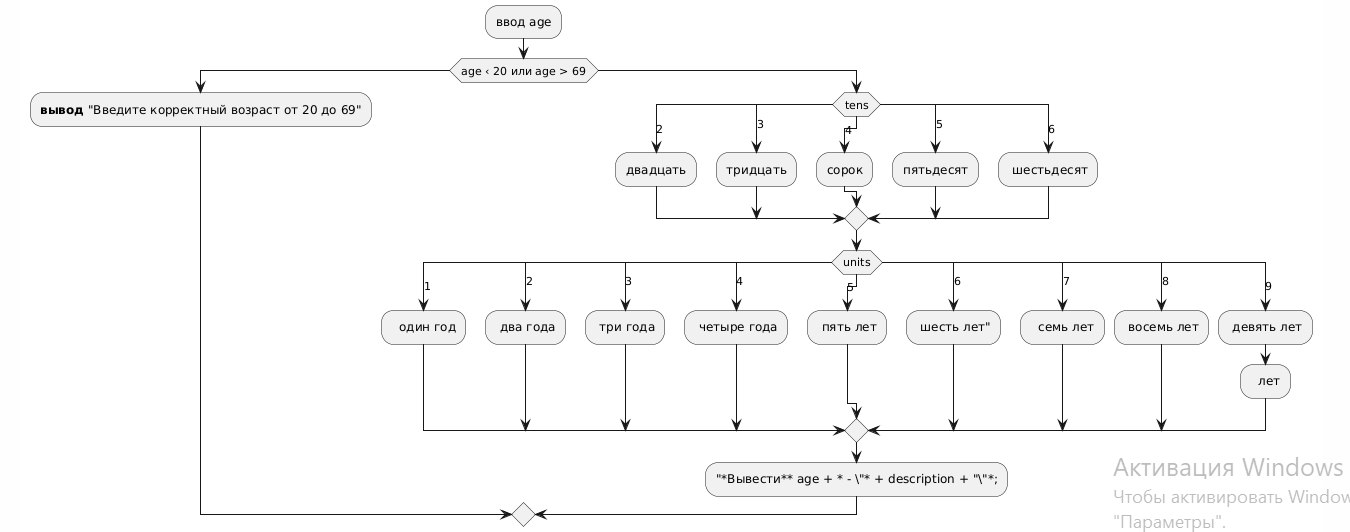 ввод age
age < 20 или age > 69
вывод "Введите корректный возраст от 20 до 69"
tens
2
3
4
5
6
двадцать
тридцать
сорок
пятьдесят
шестьдесят
units
1
2
3
4
5
6
7
8
9
один год
два года
три года
четыре года
пять лет
шесть лет"
семь лет
восемь лет
девять лет
лет
"*Вывести** age + * - \"* + description + "\"*;
Активация Windows
Чтобы активировать Window
"Параметры".